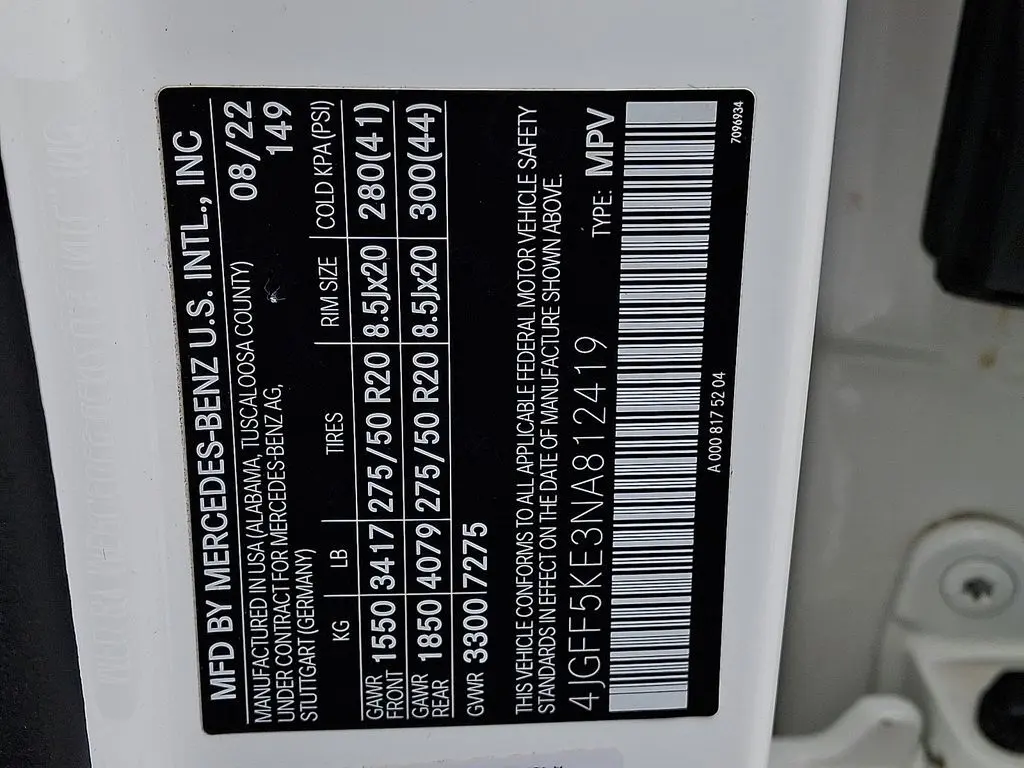 MFD BY MERCEDES-BENZ U.S. INTL., INC
MANUFACTURED IN USA (ALABAMA, TUSCALOOSA COUNTY) 08/22
UNDER CONTRACT FOR MERCEDES-BENZ AG, 149
STUTTGART (GERMANY)
KG LB TIRES RIM SIZE COLD KPA(PSI)
GAWR FRONT 1550 3417 275/50 R20 8.5Jx20 280(41)
GAWR REAR 1850 4079 275/50 R20 8.5Jx20 300(44)
GVWR 3300 7275
THIS VEHICLE CONFORMS TO ALL APPLICABLE FEDERAL MOTOR VEHICLE SAFETY
STANDARDS IN EFFECT ON THE DATE OF MANUFACTURE SHOWN ABOVE.
4JGFF5KE3NA812419 TYPE: MPV
A 000 817 52 04 7096934